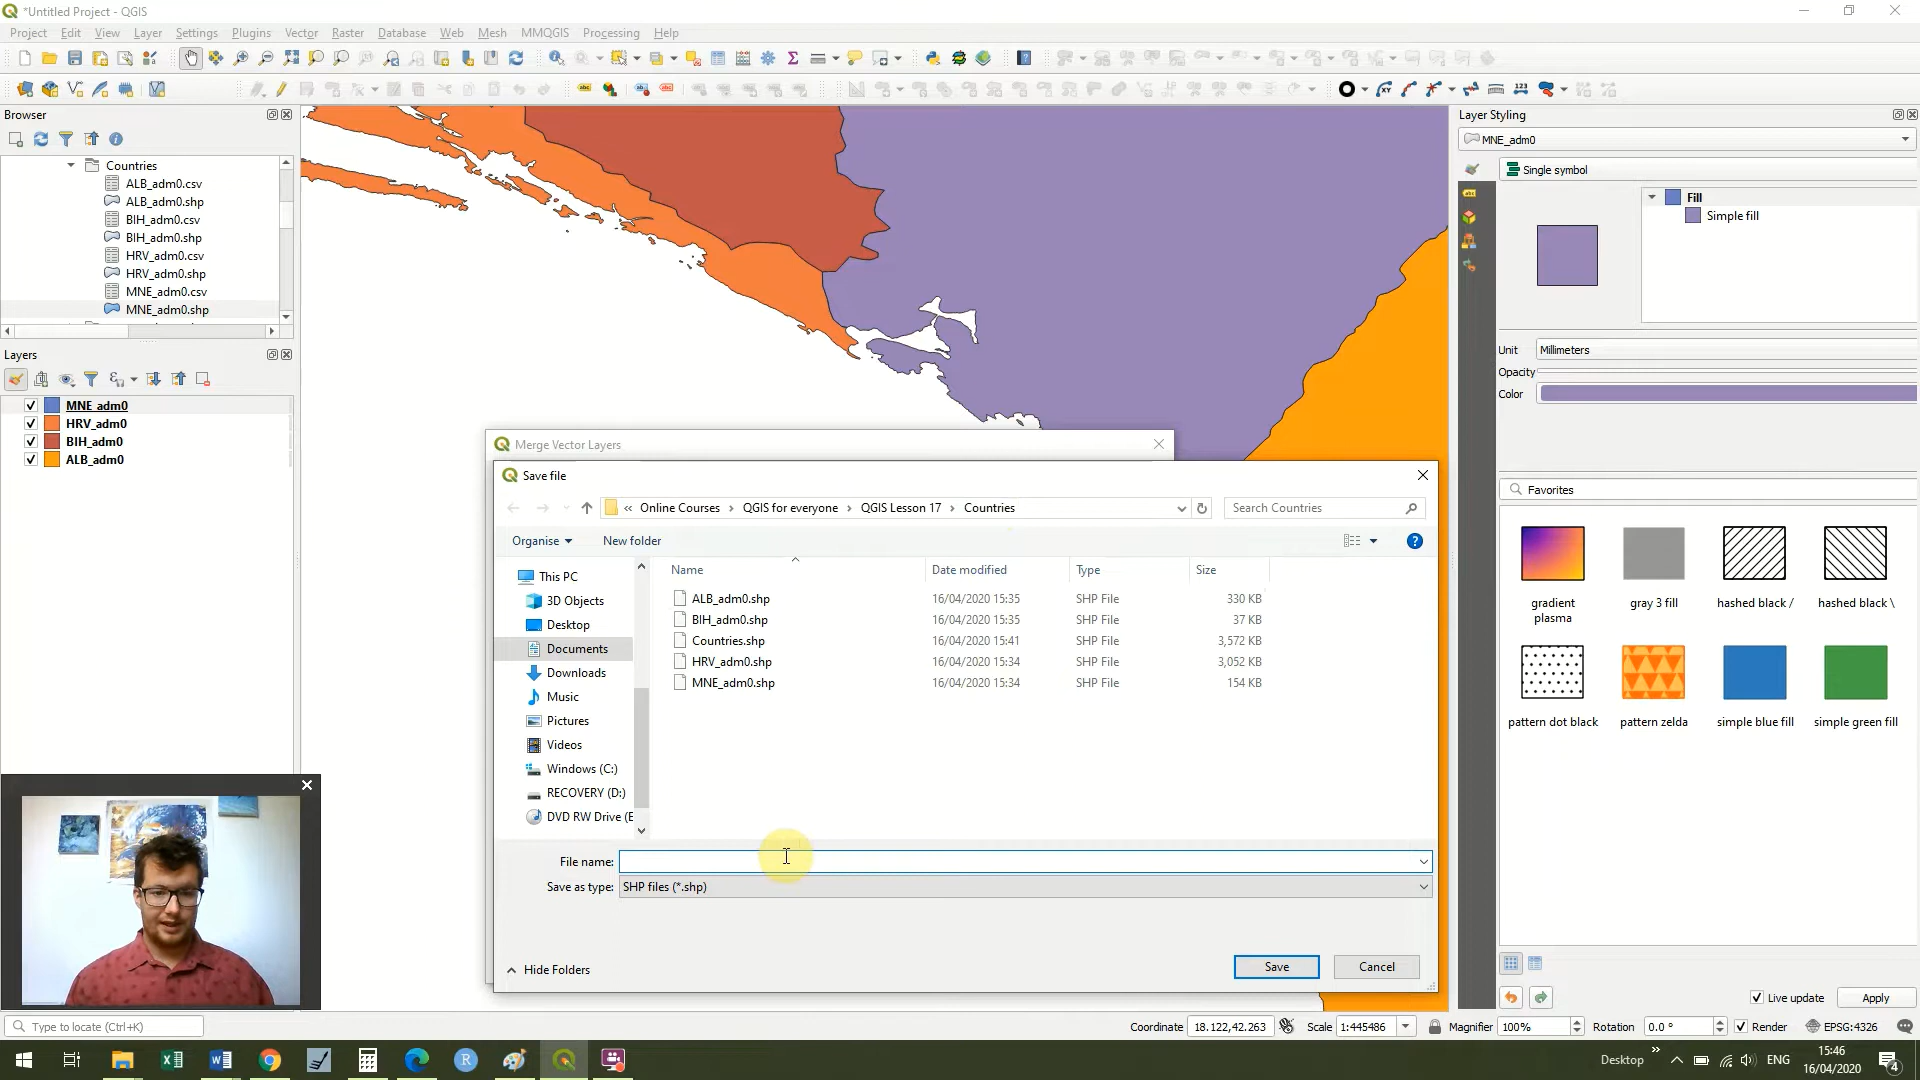 *Untitled Project - QGIS
Project Edit View Layer Settings Plugins Vector Raster Database Web Mesh MMQGIS Processing Help
Browser
Countries
ALB_adm0.csv
ALB_adm0.shp
BIH_adm0.csv
BIH_adm0.shp
HRV_adm0.csv
HRV_adm0.shp
MNE_adm0.csv
MNE_adm0.shp
Layers
MNE_adm0
HRV_adm0
BIH_adm0
ALB_adm0
Merge Vector Layers
Save file
« Online Courses › QGIS for everyone › QGIS Lesson 17 › Countries
Search Countries
Organise New folder
This PC
3D Objects
Desktop
Documents
Downloads
Music
Pictures
Videos
Windows (C:)
RECOVERY (D:)
DVD RW Drive (E
Name Date modified Type Size
ALB_adm0.shp 16/04/2020 15:35 SHP File 330 KB
BIH_adm0.shp 16/04/2020 15:35 SHP File 37 KB
Countries.shp 16/04/2020 15:41 SHP File 3,572 KB
HRV_adm0.shp 16/04/2020 15:34 SHP File 3,052 KB
MNE_adm0.shp 16/04/2020 15:34 SHP File 154 KB
File name:
Save as type: SHP files (*.shp)
Hide Folders
Save Cancel
Layer Styling
MNE_adm0
Single symbol
Fill
Simple fill
Unit Millimeters
Opacity
Color
Favorites
gradient plasma
gray 3 fill
hashed black /
hashed black \
pattern dot black
pattern zelda
simple blue fill
simple green fill
Live update Apply
Type to locate (Ctrl+K)
Coordinate 18.122,42.263 Scale 1:445486 Magnifier 100% Rotation 0.0 ° Render EPSG:4326
Desktop » ENG
15:46
16/04/2020
4